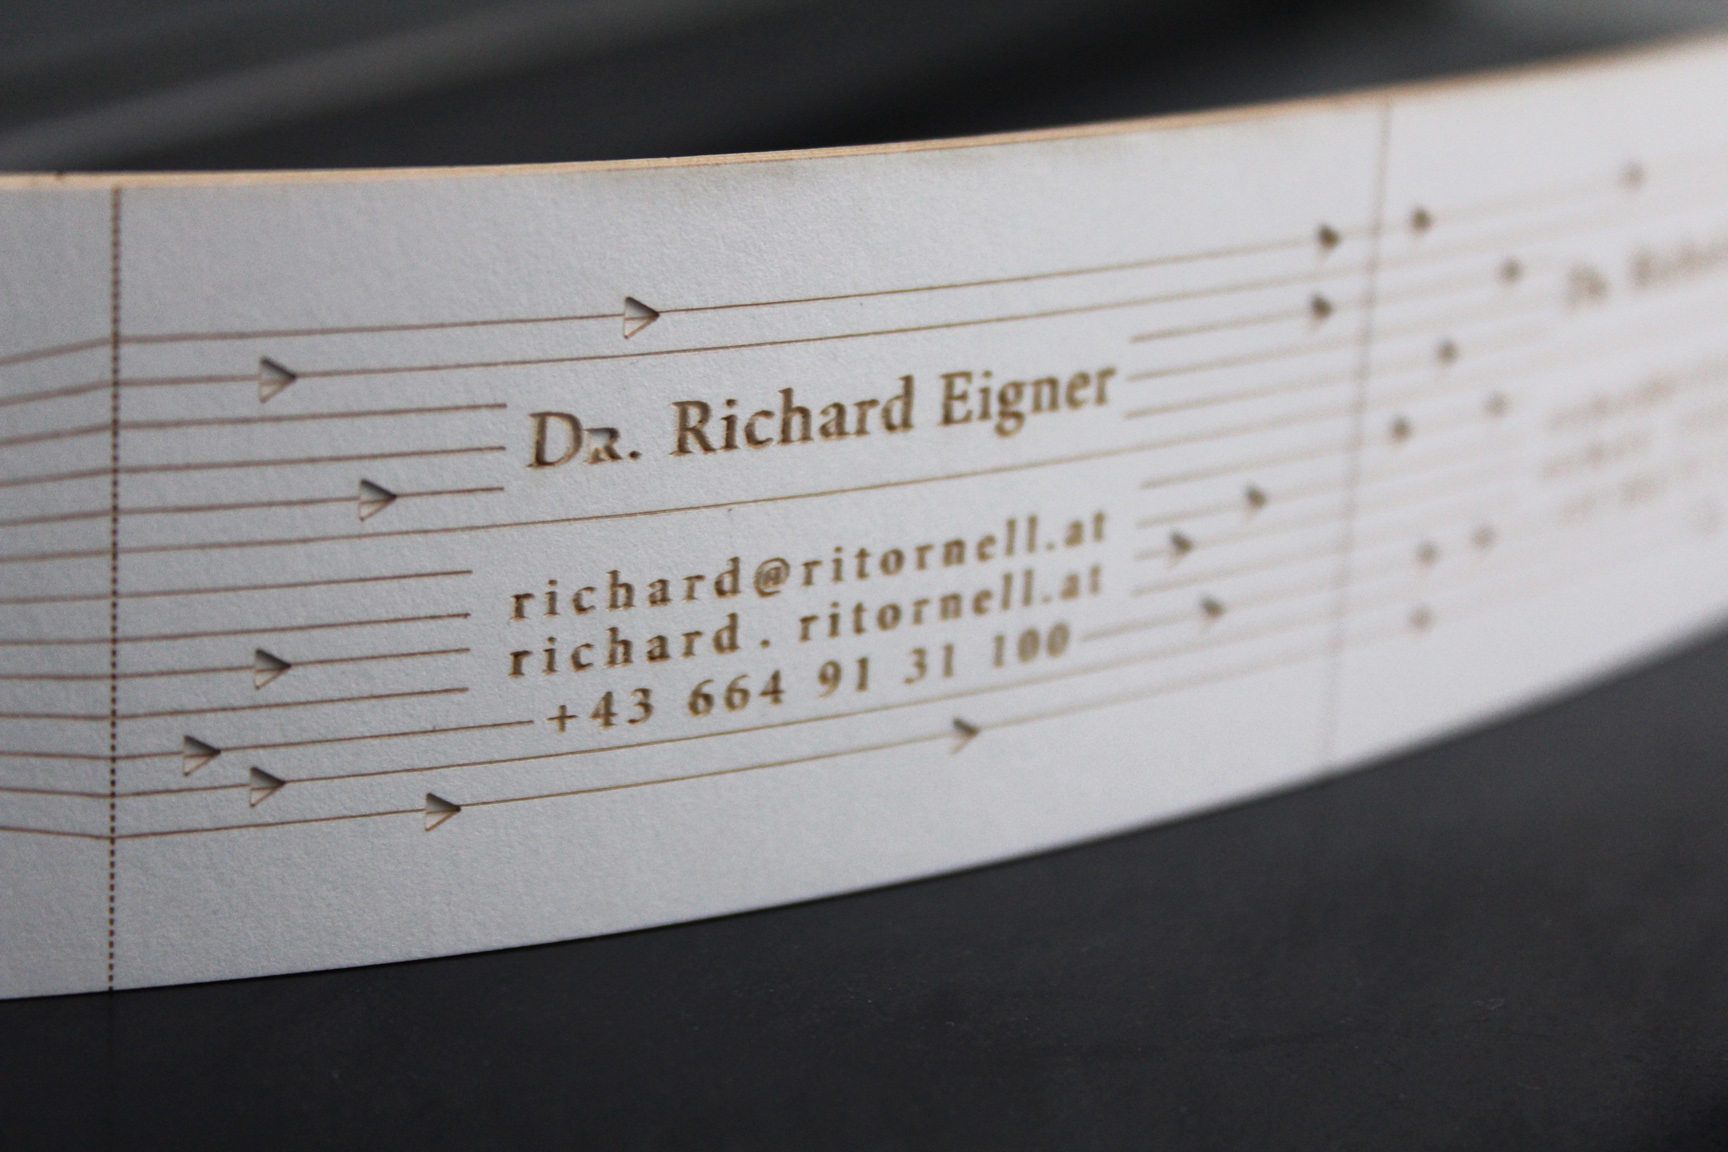 Dr. Richard Eigner
richard@ritornell.at
richard.ritornell.at
+43 664 91 31 100